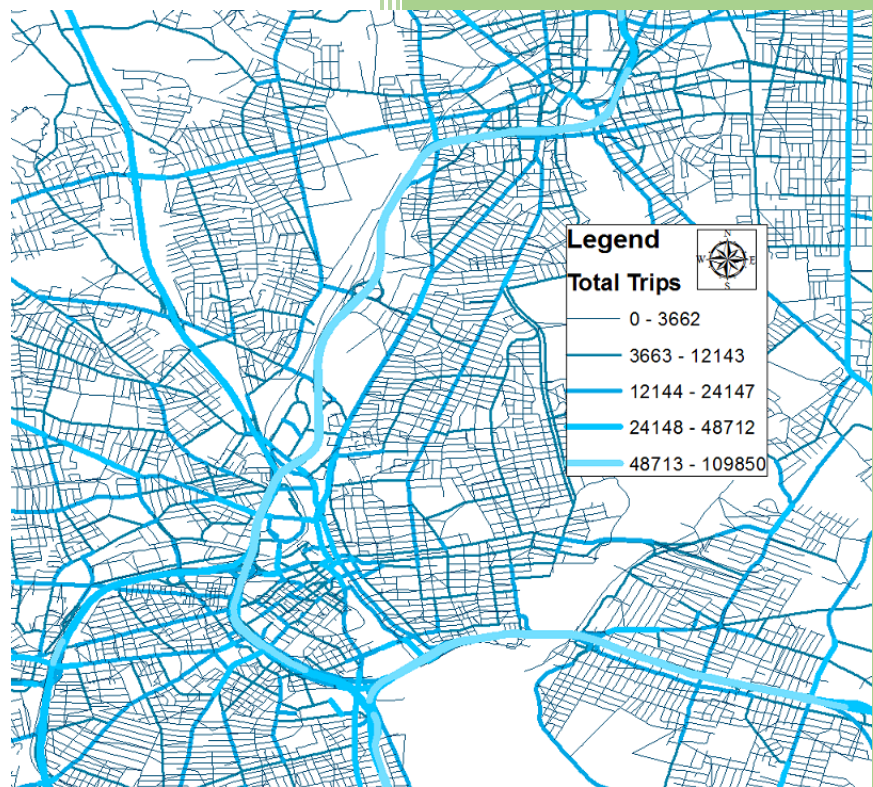 Legend
N
W E
S
Total Trips
0 - 3662
3663 - 12143
12144 - 24147
24148 - 48712
48713 - 109850